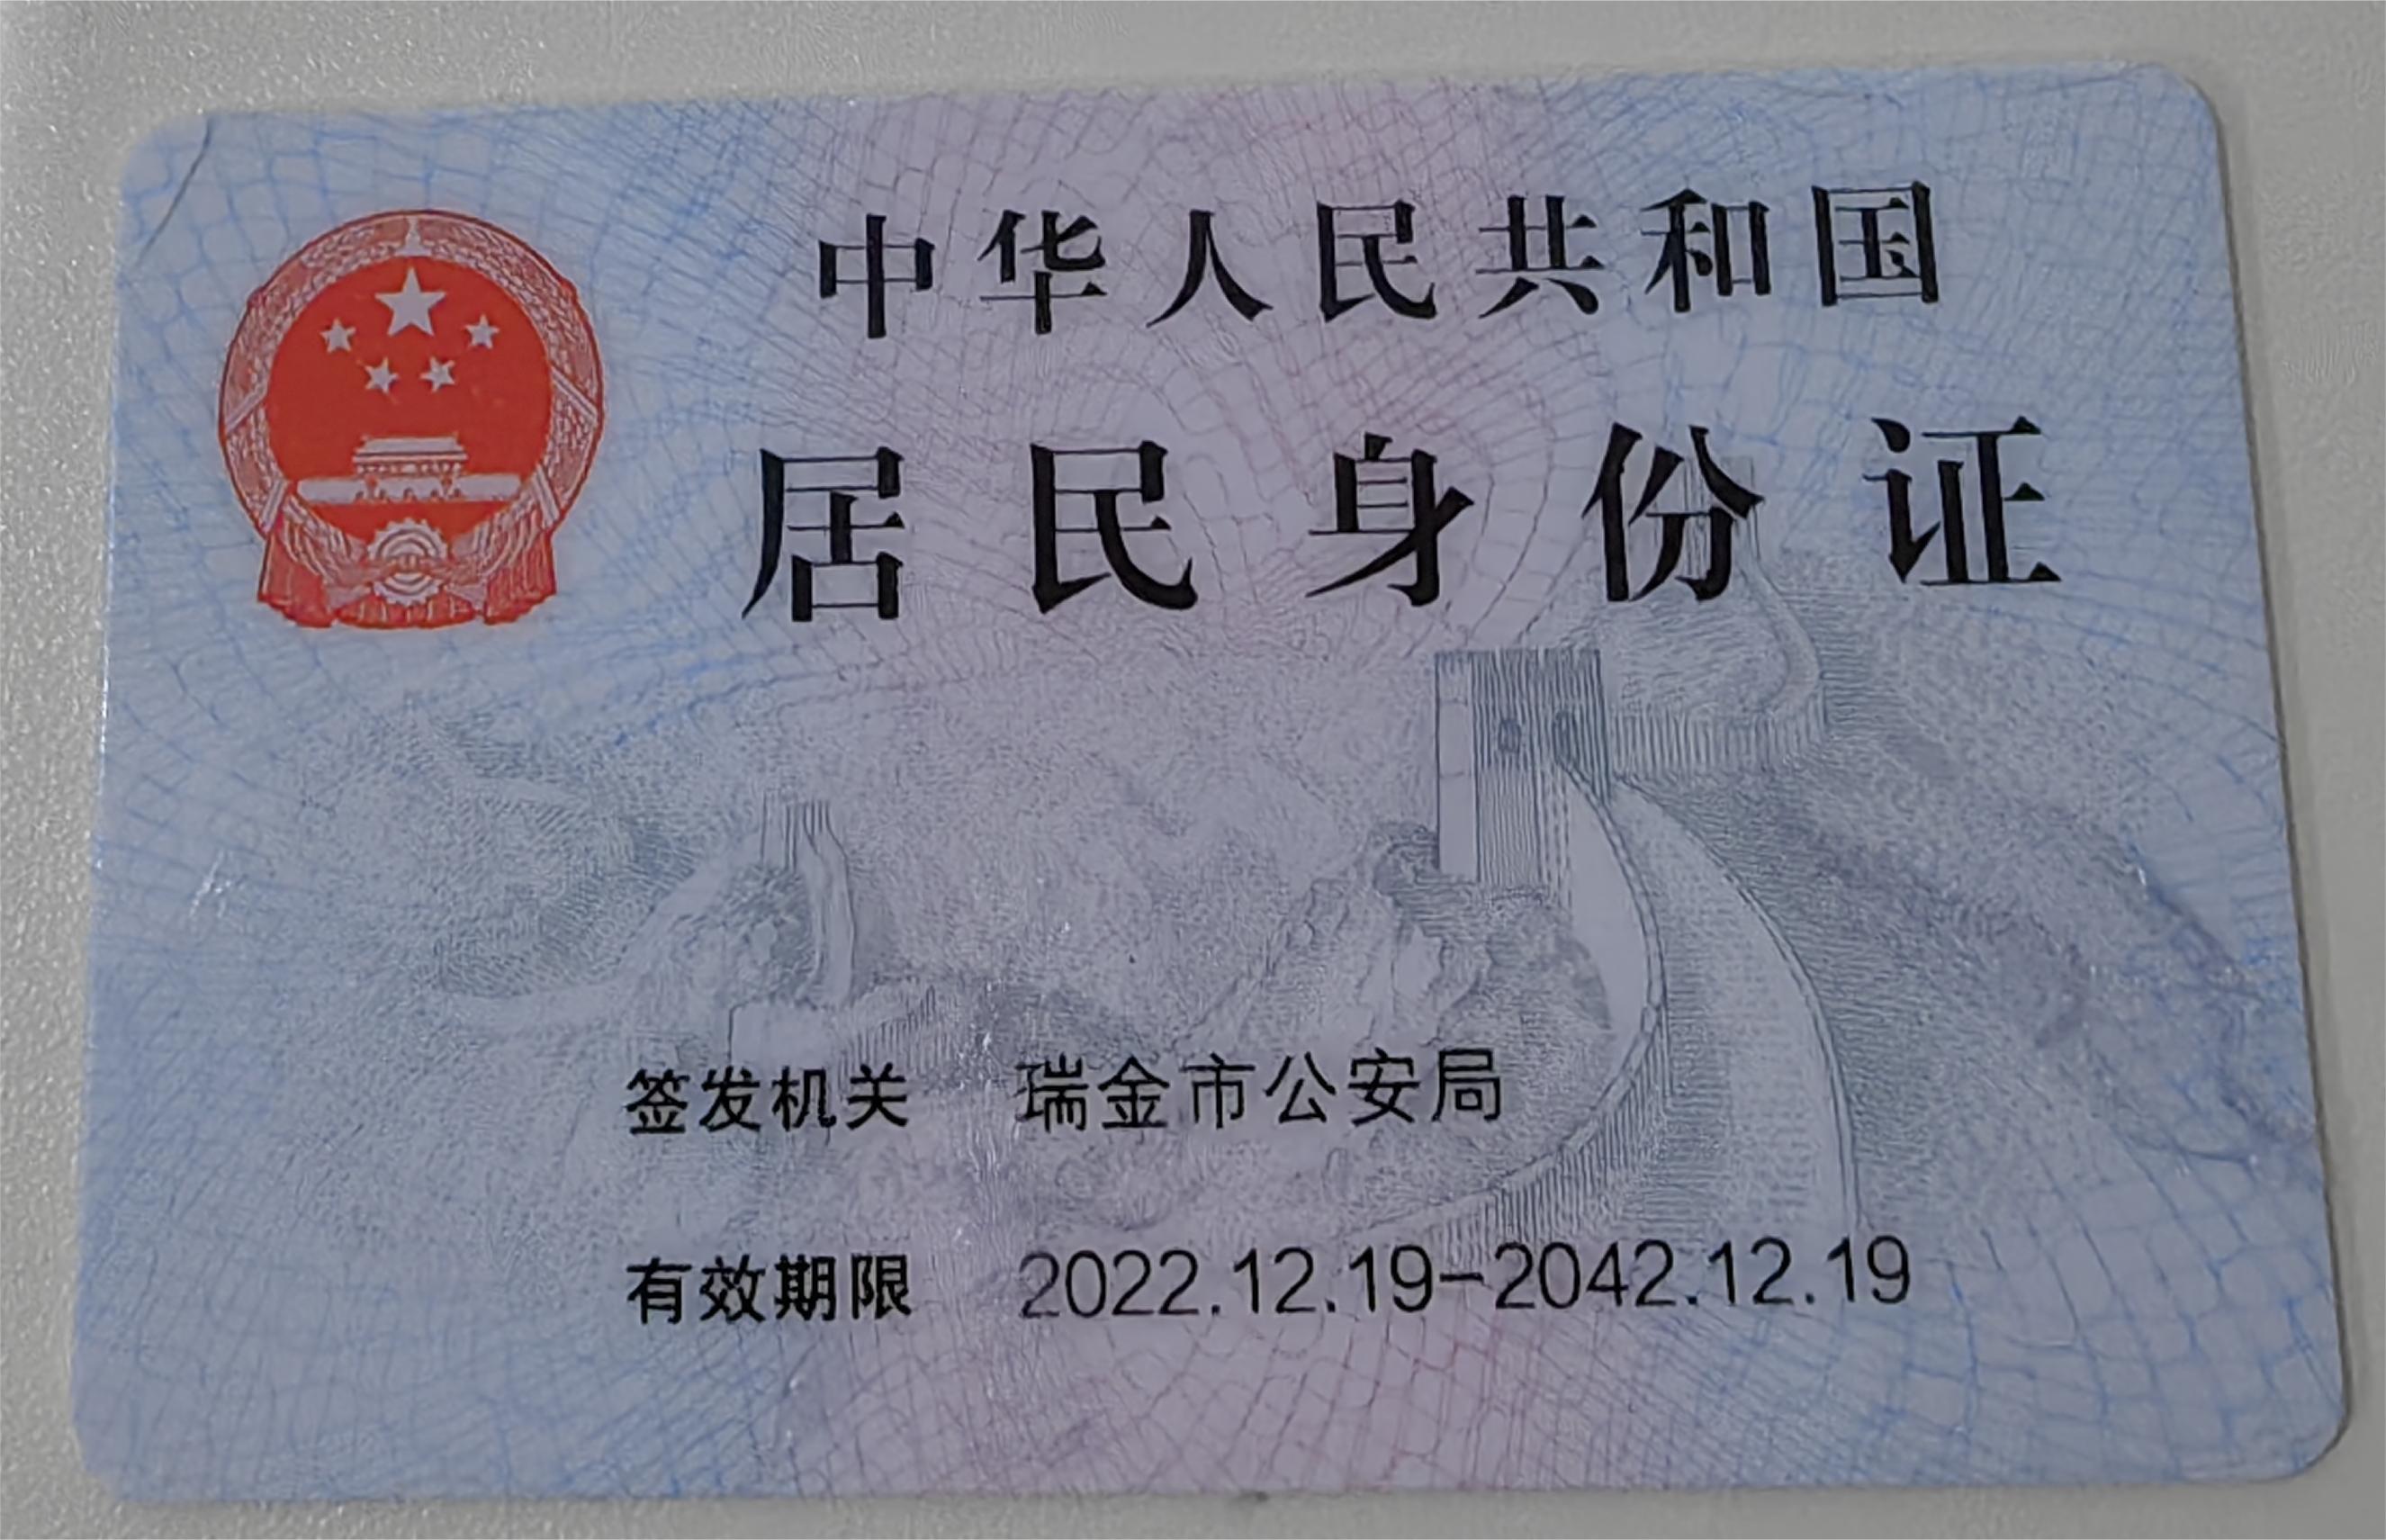 中华人民共和国
居民身份证
签发机关 瑞金市公安局
有效期限 2022.12.19-2042.12.19